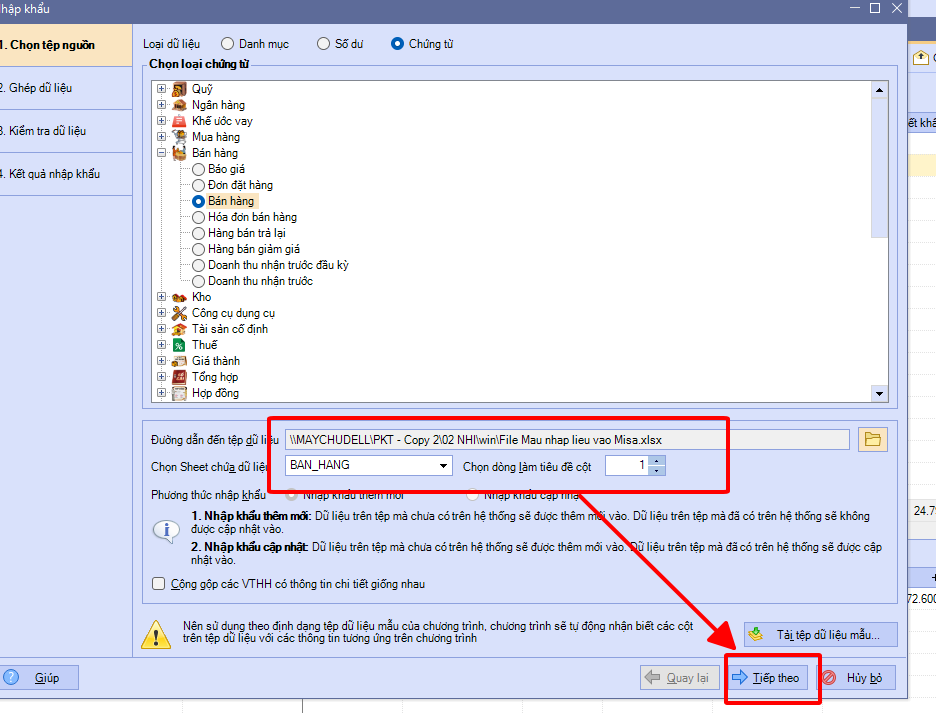 hập khẩu
1. Chọn tệp nguồn
2. Ghép dữ liệu
3. Kiểm tra dữ liệu
4. Kết quả nhập khẩu
Loại dữ liệu Danh mục Số dư Chứng từ
Chọn loại chứng từ
Quỹ
Ngân hàng
Khế ước vay
Mua hàng
Bán hàng
Báo giá
Đơn đặt hàng
Bán hàng
Hóa đơn bán hàng
Hàng bán trả lại
Hàng bán giảm giá
Doanh thu nhận trước đầu kỳ
Doanh thu nhận trước
Kho
Công cụ dụng cụ
Tài sản cố định
Thuế
Giá thành
Tổng hợp
Hợp đồng
Đường dẫn đến tệp dữ liệu \\MAYCHUDELL\PKT - Copy 2\02 NHI\win\File Mau nhap lieu vao Misa.xlsx
Chọn Sheet chứa dữ liệu BAN_HANG Chọn dòng làm tiêu đề cột 1
Phương thức nhập khẩu Nhập khẩu thêm mới Nhập khẩu cập nhật
1. Nhập khẩu thêm mới: Dữ liệu trên tệp mà chưa có trên hệ thống sẽ được thêm mới vào. Dữ liệu trên tệp mà đã có trên hệ thống sẽ không
được cập nhật vào.
2. Nhập khẩu cập nhật: Dữ liệu trên tệp mà chưa có trên hệ thống sẽ được thêm mới vào. Dữ liệu trên tệp mà đã có trên hệ thống sẽ được cập
nhật vào.
Cộng gộp các VTHH có thông tin chi tiết giống nhau
Nên sử dụng theo định dạng tệp dữ liệu mẫu của chương trình, chương trình sẽ tự động nhận biết các cột
trên tệp dữ liệu với các thông tin tương ứng trên chương trình
Tải tệp dữ liệu mẫu...
Giúp Quay lại Tiếp theo Hủy bỏ
ết khá
24.7
72.600